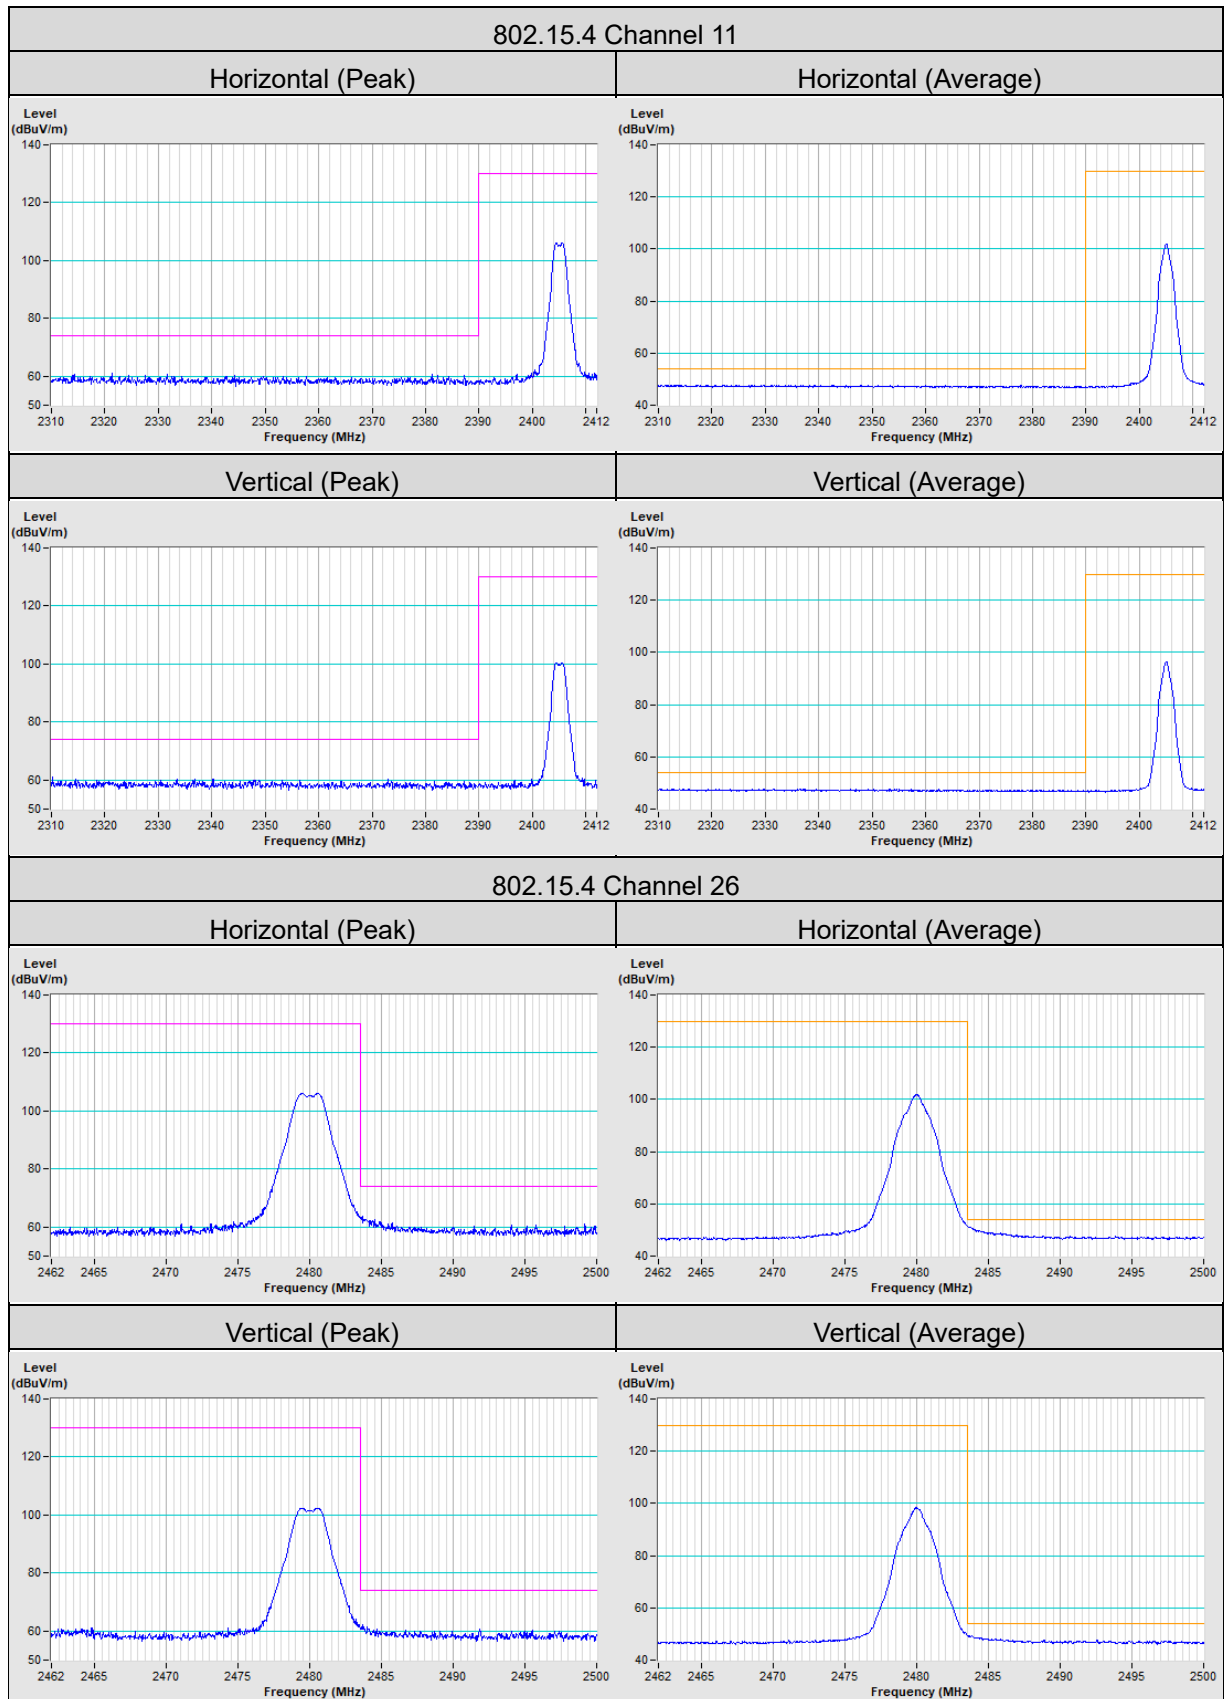 802.15.4 Channel 11
Horizontal (Peak)
Horizontal (Average)
Level
(dBuV/m)
140
120
100
80
60
50
2310 2320 2330 2340 2350 2360 2370 2380 2390 2400 2412
Frequency (MHz)
Level
(dBuV/m)
140
120
100
80
60
40
2310 2320 2330 2340 2350 2360 2370 2380 2390 2400 2412
Frequency (MHz)
Vertical (Peak)
Vertical (Average)
Level
(dBuV/m)
140
120
100
80
60
50
2310 2320 2330 2340 2350 2360 2370 2380 2390 2400 2412
Frequency (MHz)
Level
(dBuV/m)
140
120
100
80
60
40
2310 2320 2330 2340 2350 2360 2370 2380 2390 2400 2412
Frequency (MHz)
802.15.4 Channel 26
Horizontal (Peak)
Horizontal (Average)
Level
(dBuV/m)
140
120
100
80
60
50
2462 2465 2470 2475 2480 2485 2490 2495 2500
Frequency (MHz)
Level
(dBuV/m)
140
120
100
80
60
40
2462 2465 2470 2475 2480 2485 2490 2495 2500
Frequency (MHz)
Vertical (Peak)
Vertical (Average)
Level
(dBuV/m)
140
120
100
80
60
50
2462 2465 2470 2475 2480 2485 2490 2495 2500
Frequency (MHz)
Level
(dBuV/m)
140
120
100
80
60
40
2462 2465 2470 2475 2480 2485 2490 2495 2500
Frequency (MHz)